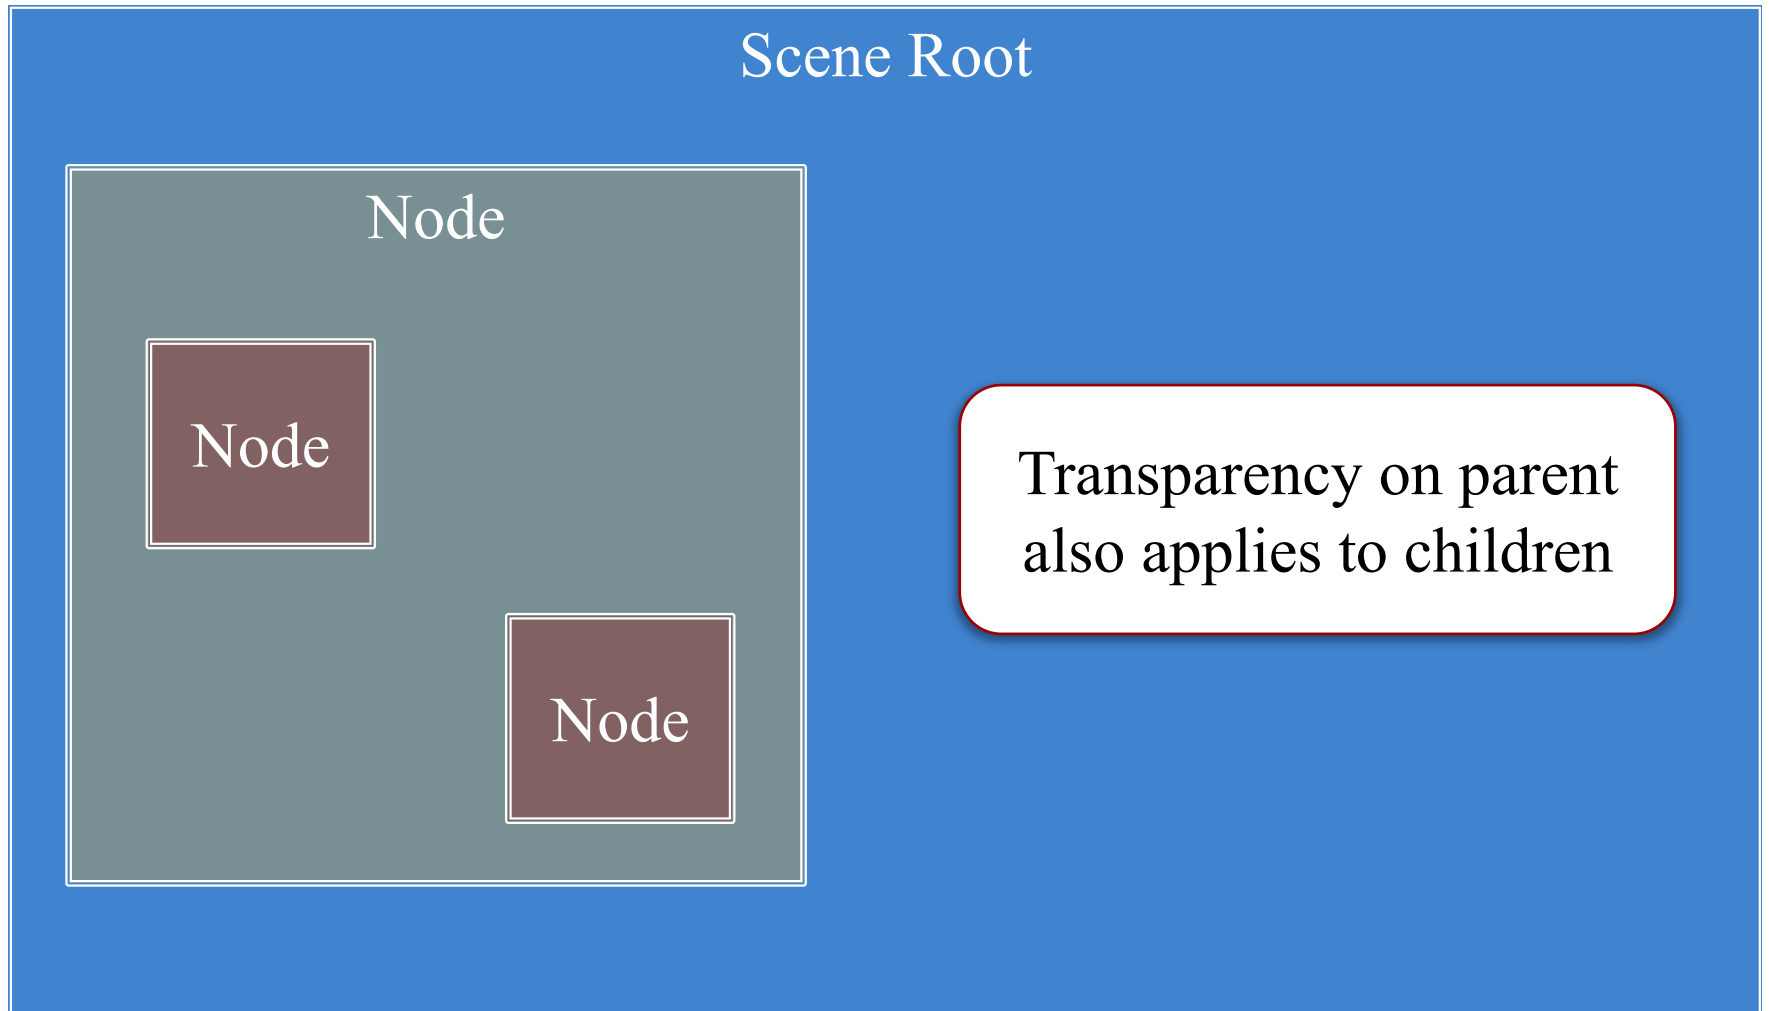 Scene Root
Node
Node
Node
Transparency on parent
also applies to children